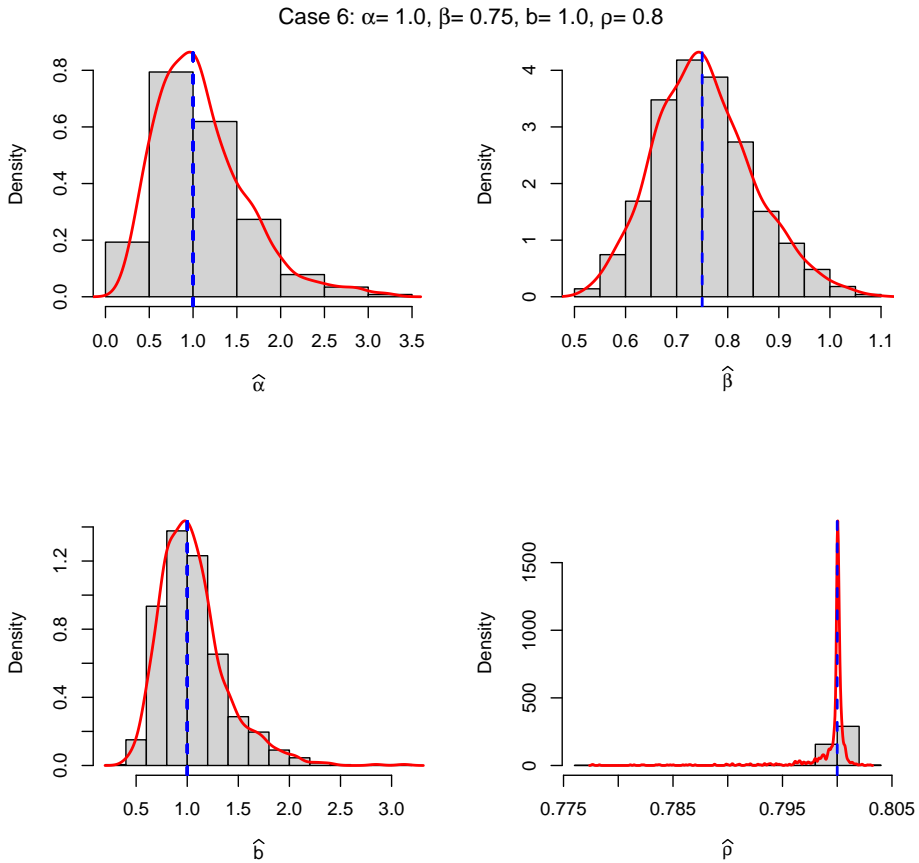 Case 6: α= 1.0, β= 0.75, b= 1.0, ρ= 0.8
Density
0.0 0.2 0.4 0.6 0.8
0.0 0.5 1.0 1.5 2.0 2.5 3.0 3.5
α̂
Density
0 1 2 3 4
0.5 0.6 0.7 0.8 0.9 1.0 1.1
β̂
Density
0.0 0.4 0.8 1.2
0.5 1.0 1.5 2.0 2.5 3.0
b̂
Density
0 500 1000 1500
0.775 0.785 0.795 0.805
ρ̂